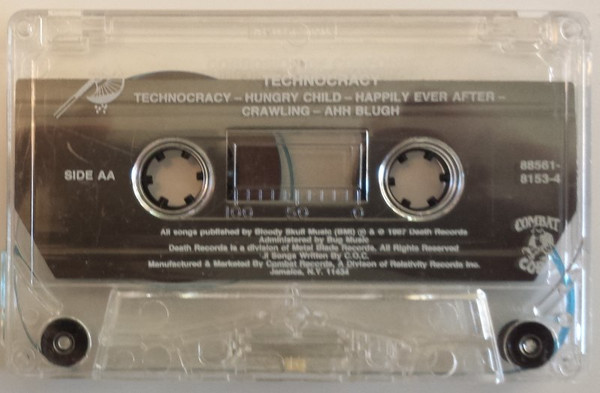 TECHNOCRACY
TECHNOCRACY – HUNGRY CHILD – HAPPILY EVER AFTER –
CRAWLING – AHH BLUGH
SIDE AA
88561-
8153-4
100 50 0
COMBAT
All songs published by Bloody Skull Music (BMI) ℗ & © 1987 Death Records
Administered by Bug Music
Death Records is a division of Metal Blade Records. All Rights Reserved
Songs Written By C.O.C.
Manufactured & Marketed By Combat Records, A Divison of Relativity Records Inc.
Jamaica, N.Y. 11434